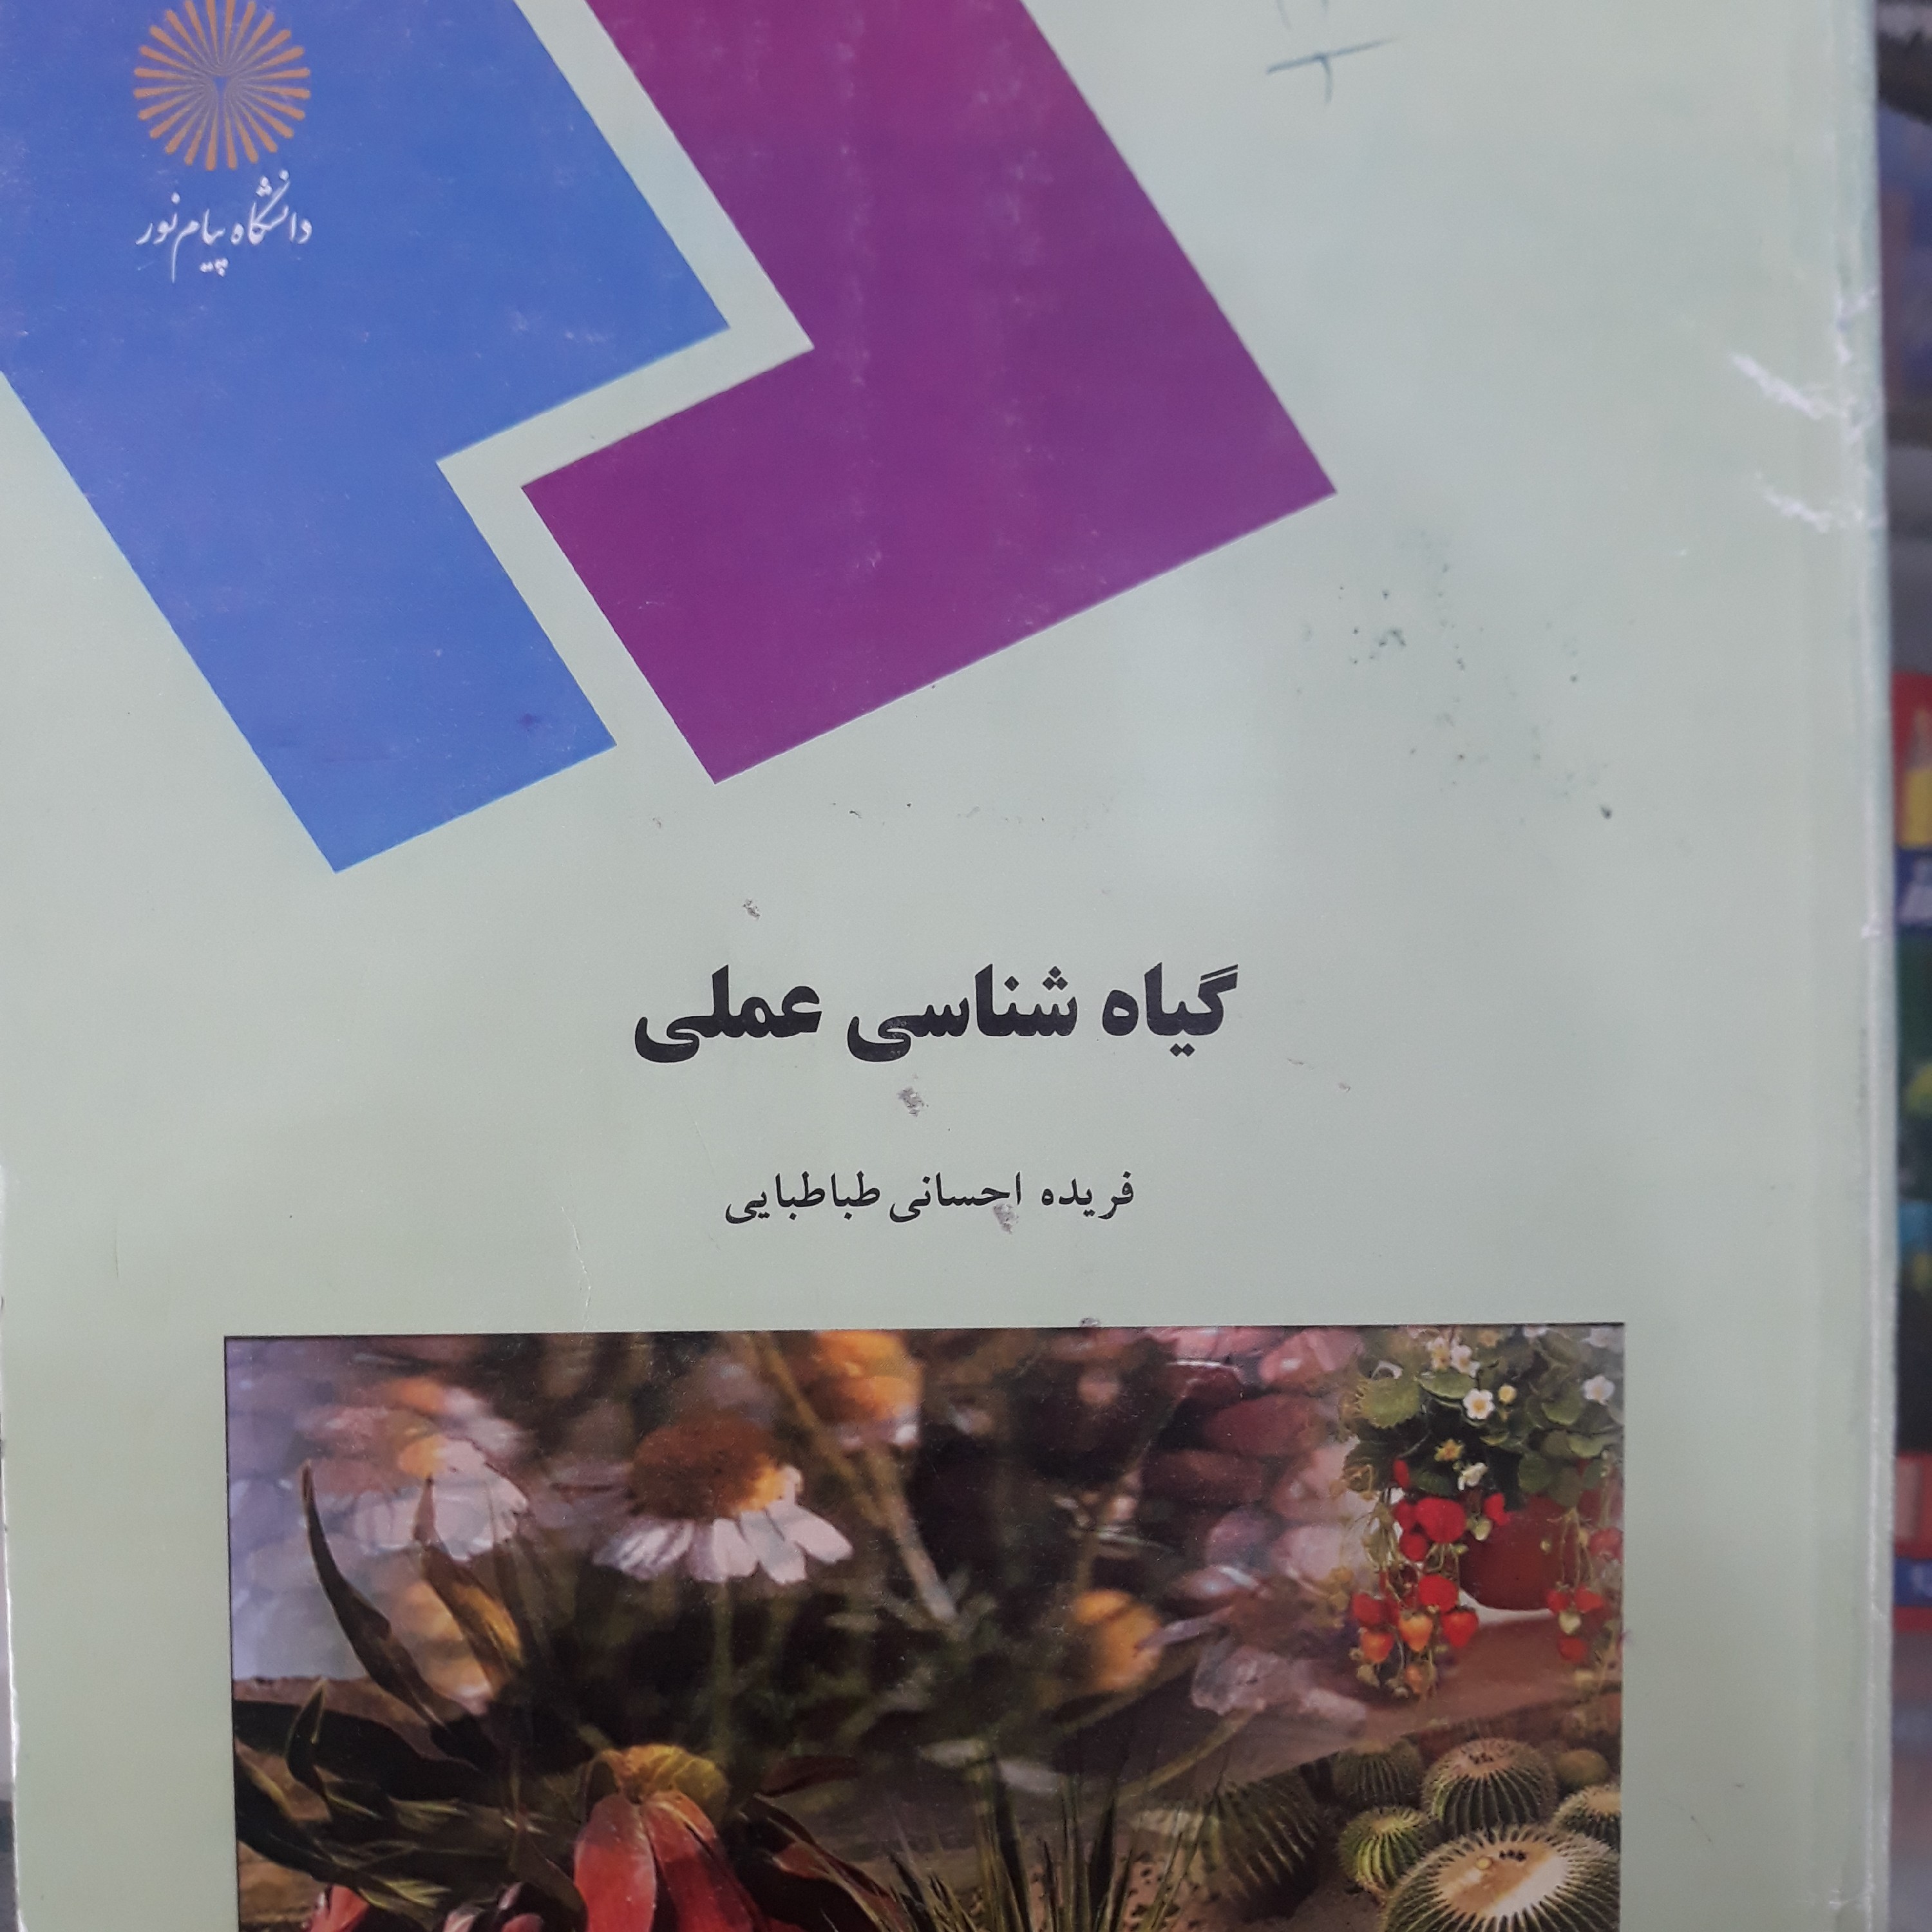 دانشگاه پیام نور
گیاه شناسی عملی
فریده احسانی طباطبایی